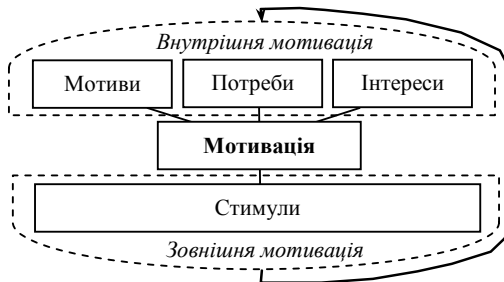 Внутрішня мотивація
Мотиви Потреби Інтереси
Мотивація
Стимули
Зовнішня мотивація